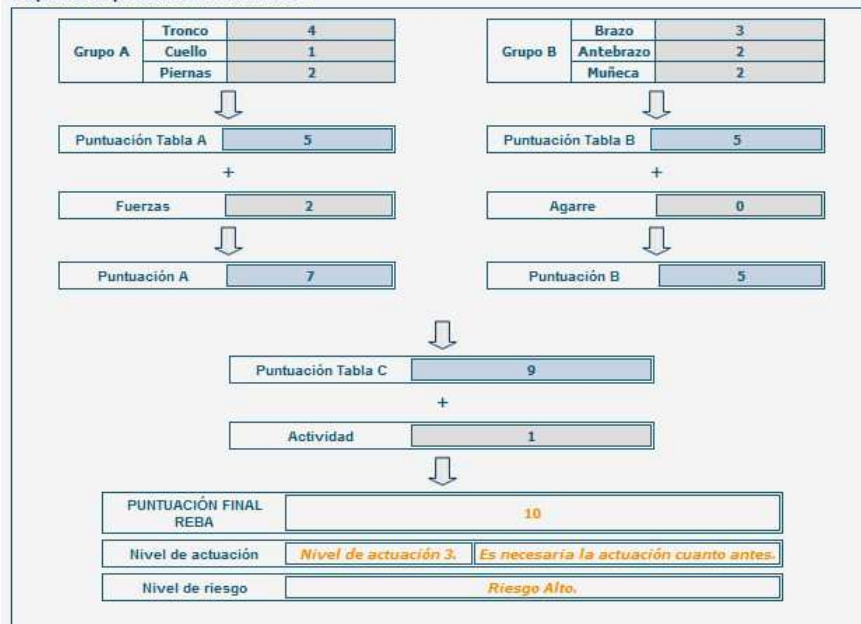 Grupo A
Tronco 4
Cuello 1
Piernas 2
Grupo B
Brazo 3
Antebrazo 2
Muñeca 2
Puntuación Tabla A 5
Puntuación Tabla B 5
+
+
Fuerzas 2
Agarre 0
Puntuación A 7
Puntuación B 5
Puntuación Tabla C 9
+
Actividad 1
PUNTUACIÓN FINAL
REBA
10
Nivel de actuación Nivel de actuación 3. Es necesaria la actuación cuanto antes.
Nivel de riesgo Riesgo Alto.